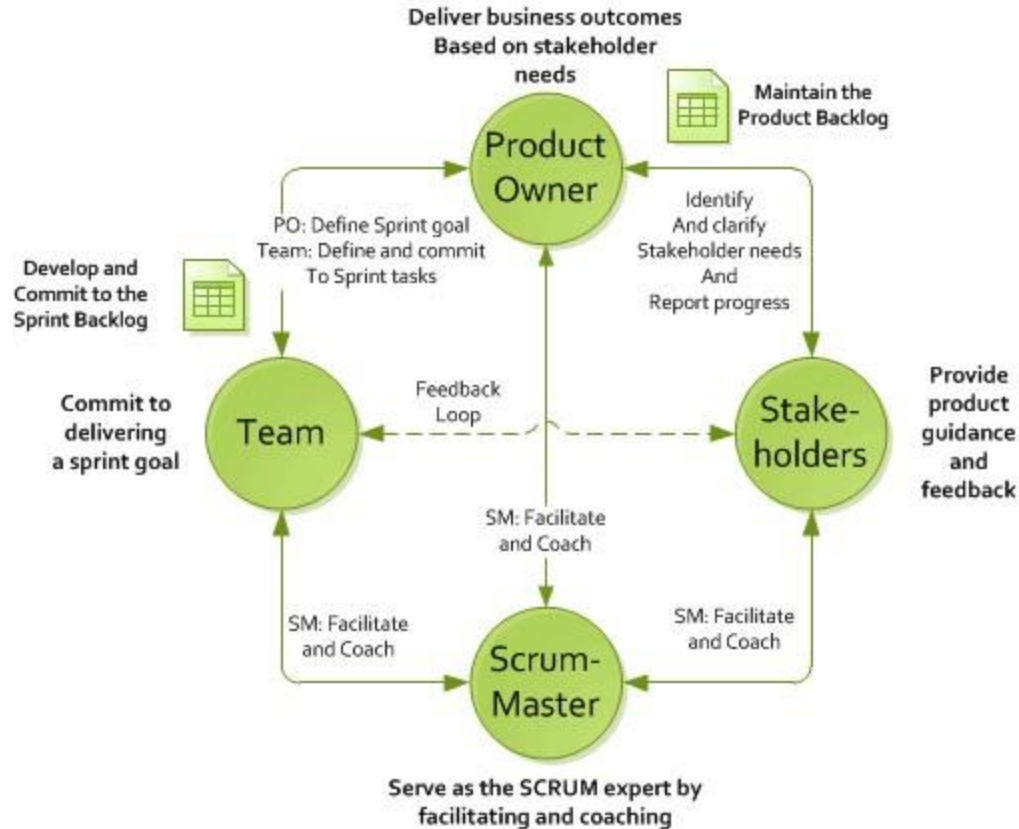 Deliver business outcomes
Based on stakeholder
needs
Maintain the
Product Backlog
Product
Owner
PO: Define Sprint goal
Team: Define and commit
To Sprint tasks
Identify
And clarify
Stakeholder needs
And
Report progress
Develop and
Commit to the
Sprint Backlog
Commit to
delivering
a sprint goal
Team
Feedback
Loop
Stake-
holders
Provide
product
guidance
and
feedback
SM: Facilitate
and Coach
SM: Facilitate
and Coach
SM: Facilitate
and Coach
Scrum-
Master
Serve as the SCRUM expert by
facilitating and coaching